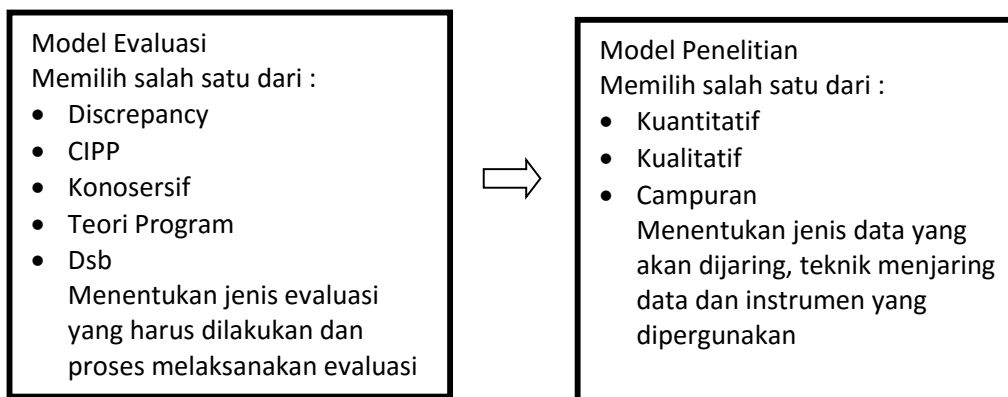 Model Evaluasi
Memilih salah satu dari :
• Discrepancy
• CIPP
• Konosersif
• Teori Program
• Dsb
Menentukan jenis evaluasi
yang harus dilakukan dan
proses melaksanakan evaluasi
Model Penelitian
Memilih salah satu dari :
• Kuantitatif
• Kualitatif
• Campuran
Menentukan jenis data yang
akan dijaring, teknik menjaring
data dan instrumen yang
dipergunakan